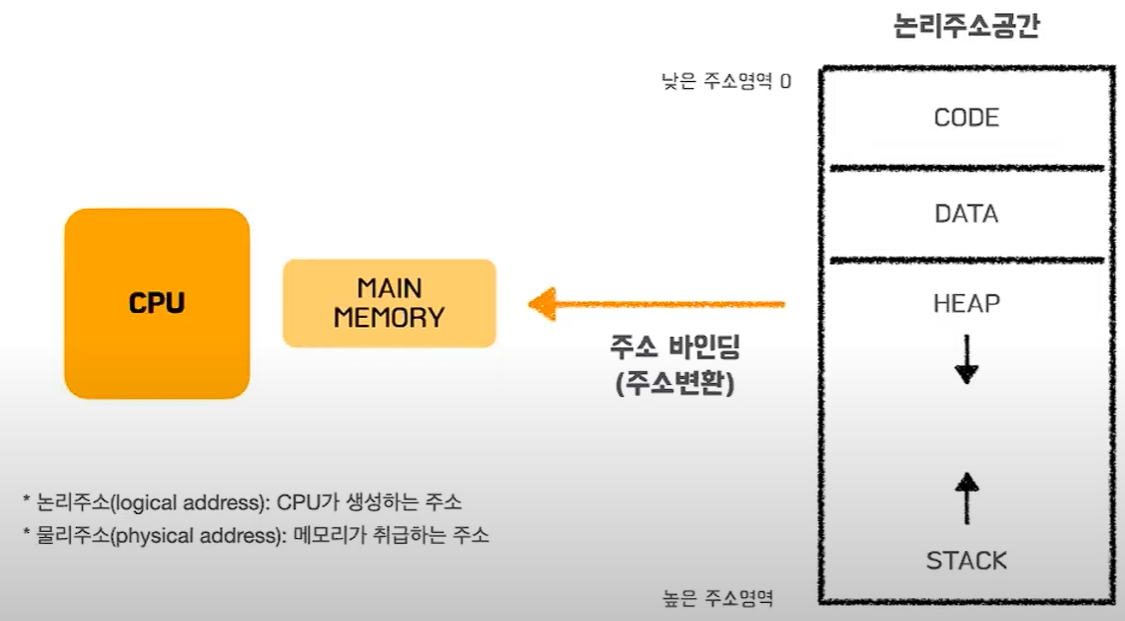 논리주소공간
낮은 주소영역 0
CODE
DATA
HEAP
CPU
MAIN
MEMORY
주소 바인딩
(주소변환)
* 논리주소(logical address): CPU가 생성하는 주소
* 물리주소(physical address): 메모리가 취급하는 주소
STACK
높은 주소영역